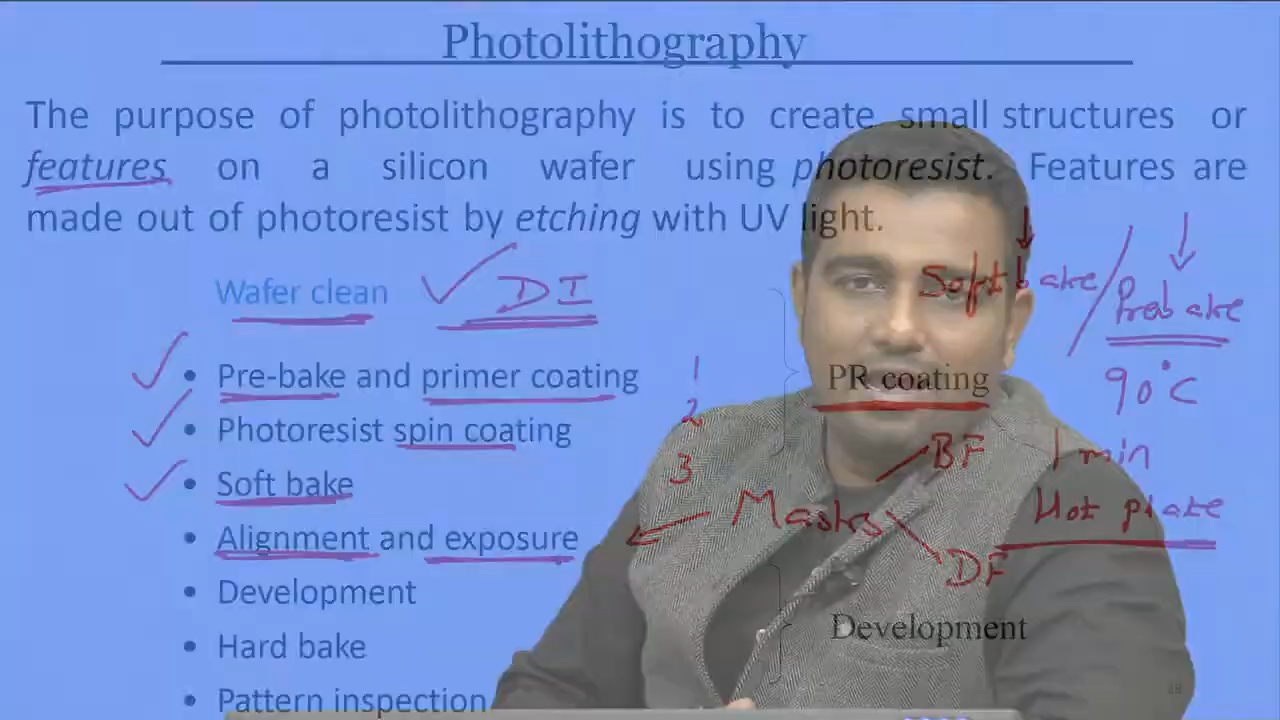 Photolithography
The purpose of photolithography is to create small structures or
features on a silicon wafer using photoresist. Features are
made out of photoresist by etching with UV light.
Wafer clean DI
Soft bake / Prebake
• Pre-bake and primer coating 1 PR coating 90°C
• Photoresist spin coating 2
BF 1 min
• Soft bake 3
Masks Hot plate
• Alignment and exposure
DF
• Development
Development
• Hard bake
• Pattern inspection
18